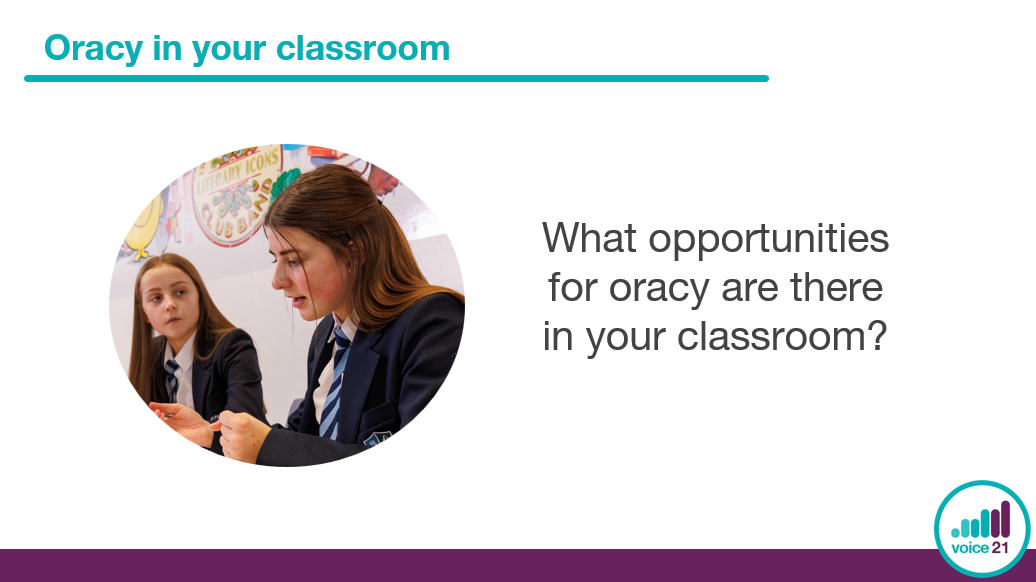 Oracy in your classroom
LITERARY ICONS
CLUB BAND
What opportunities
for oracy are there
in your classroom?
voice 21